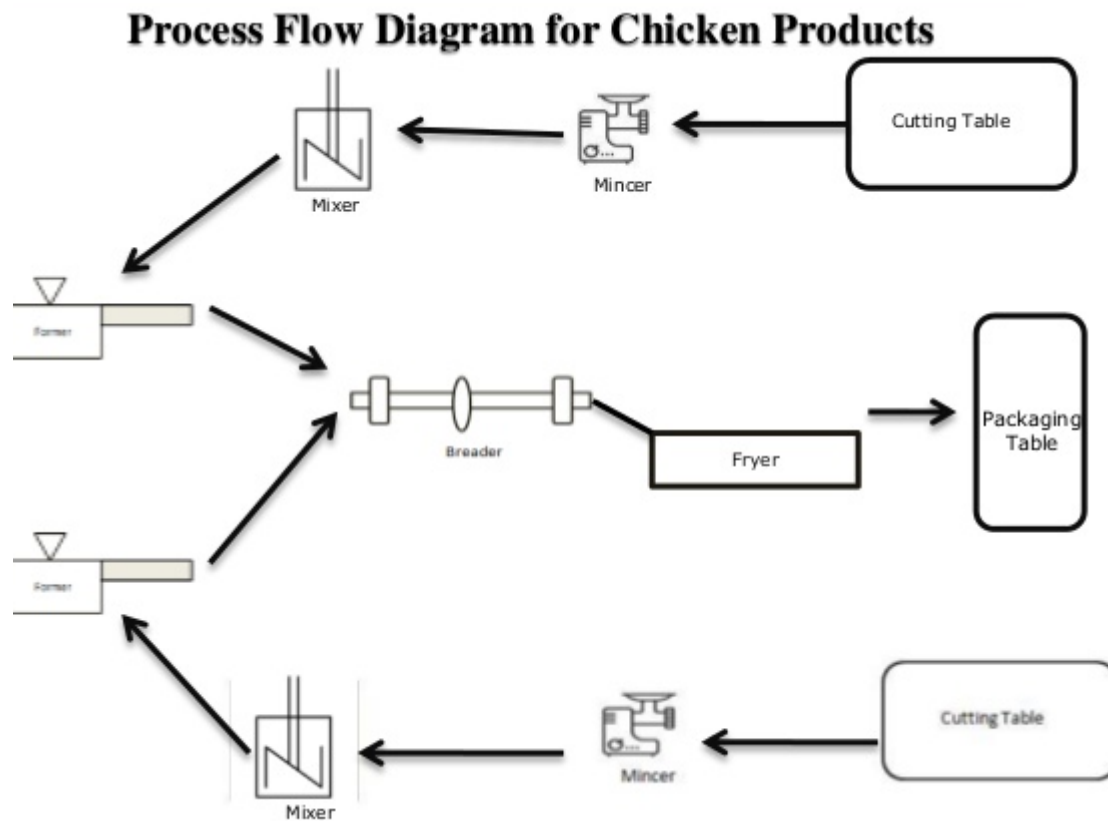 Process Flow Diagram for Chicken Products
Cutting Table
Mincer
Mixer
Former
Breader
Fryer
Packaging
Table
Former
Cutting Table
Mincer
Mixer